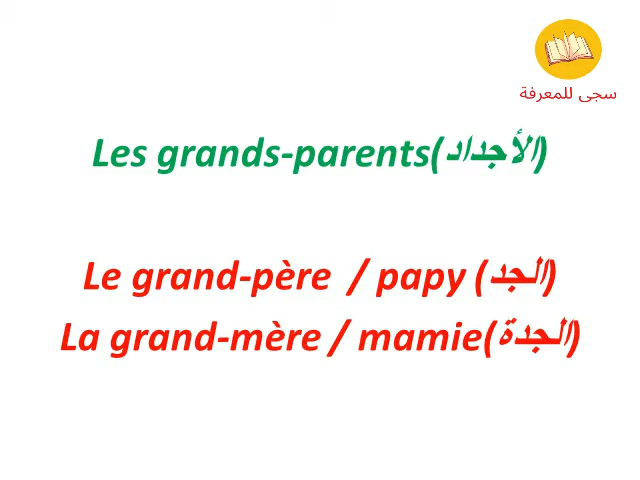 سجى للمعرفة
Les grands-parents(الأجداد)
Le grand-père / papy (الجد)
La grand-mère / mamie(الجدة)